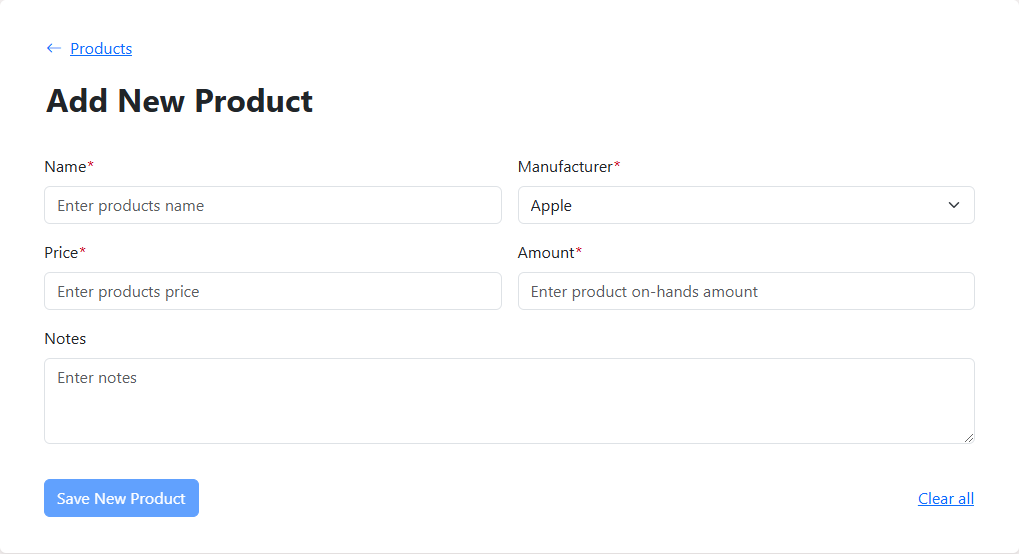 ← Products
Add New Product
Name* Manufacturer*
Enter products name Apple
Price* Amount*
Enter products price Enter product on-hands amount
Notes
Enter notes
Save New Product Clear all